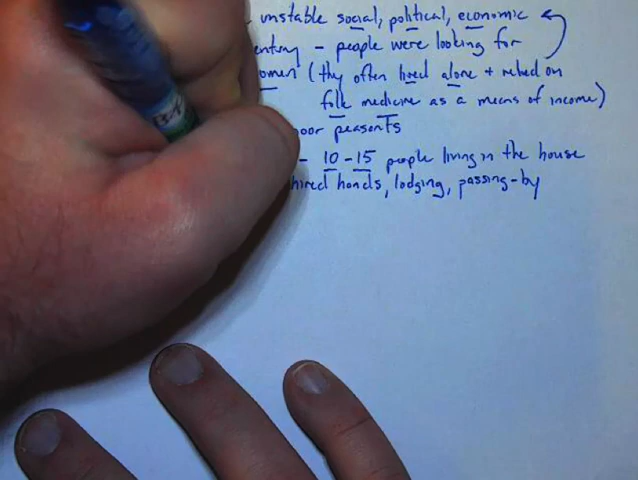 unstable social, political, economic
entury - people were looking for
omen (they often lived alone + relied on
folk medicine as a means of income)
oor peasants
- 10-15 people living in the house
hired hands, lodging, passing-by